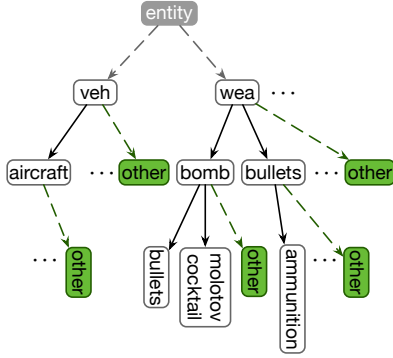 entity
veh
wea
...
aircraft
...
other
bomb
bullets
...
other
...
other
bullets
molotov
cocktail
other
ammunition
...
other